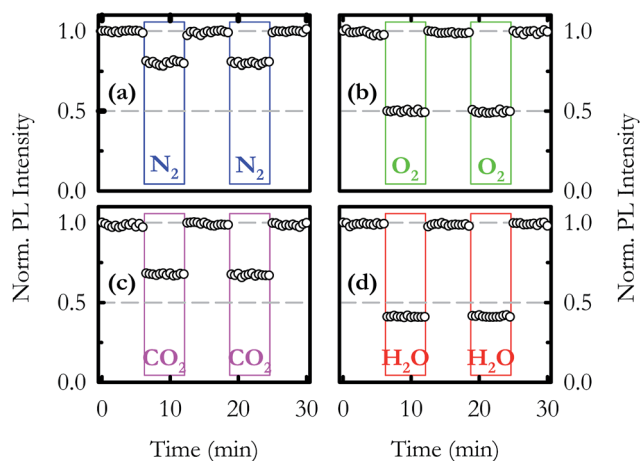 1.0
(a)
(b)
1.0
0.5
0.5
N₂
N₂
O₂
O₂
0.0
0.0
1.0
(c)
(d)
1.0
0.5
0.5
CO₂
CO₂
H₂O
H₂O
0.0
0.0
0
10
20
30
0
10
20
30
Time (min)
Time (min)
Norm. PL Intensity
Norm. PL Intensity